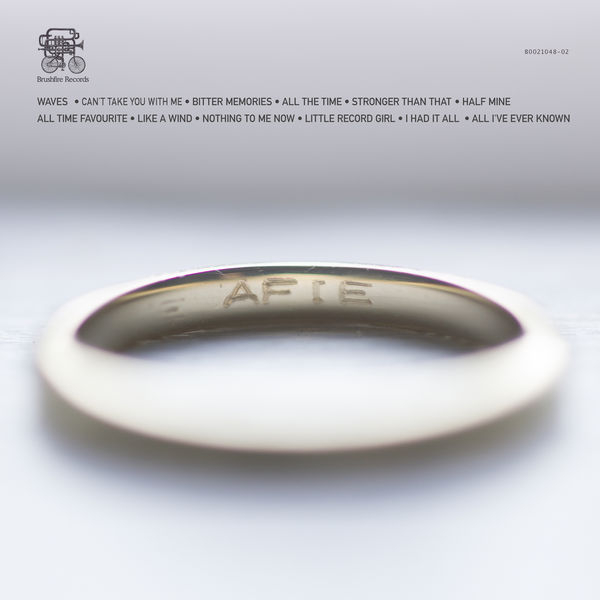 Brushfire Records
B0021048-02
WAVES • CAN'T TAKE YOU WITH ME • BITTER MEMORIES • ALL THE TIME • STRONGER THAN THAT • HALF MINE
ALL TIME FAVOURITE • LIKE A WIND • NOTHING TO ME NOW • LITTLE RECORD GIRL • I HAD IT ALL • ALL I'VE EVER KNOWN
AFIE